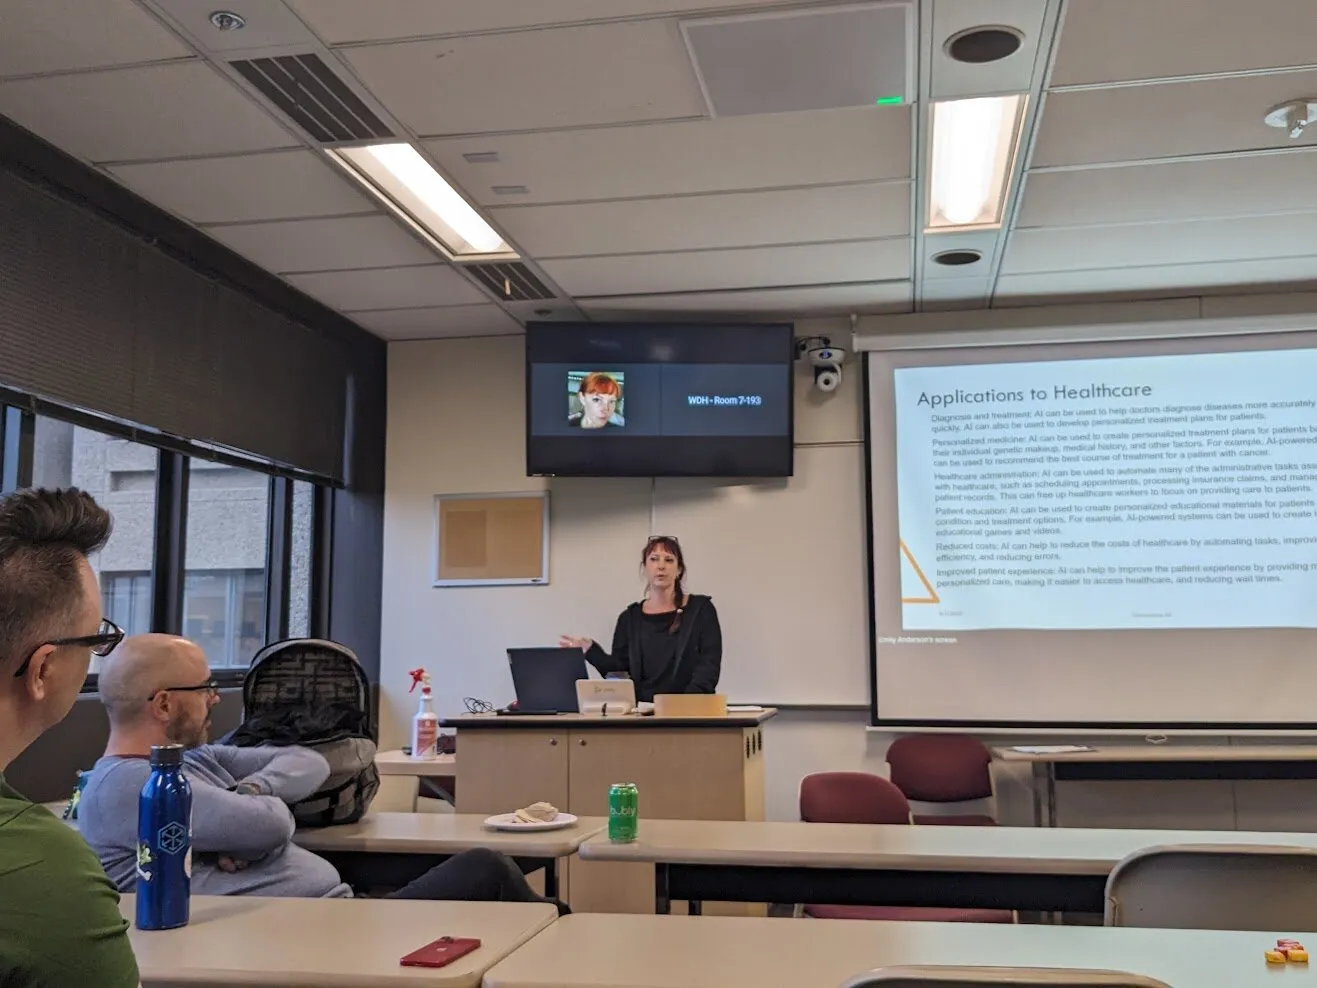 WDH - Room 7-193
Applications to Healthcare
Diagnosis and treatment: AI can be used to help doctors diagnose diseases more accurately
quickly. AI can also be used to develop personalized treatment plans for patients.
Personalized medicine: AI can be used to create personalized treatment plans for patients ba
their individual genetic makeup, medical history, and other factors. For example, AI-powered
can be used to recommend the best course of treatment for a patient with cancer.
Healthcare administration: AI can be used to automate many of the administrative tasks asso
with healthcare, such as scheduling appointments, processing insurance claims, and manag
patient records. This can free up healthcare workers to focus on providing care to patients.
Patient education: AI can be used to create personalized educational materials for patients
condition and treatment options. For example, AI-powered systems can be used to create
educational games and videos.
Reduced costs: AI can help to reduce the costs of healthcare by automating tasks, improvi
efficiency, and reducing errors.
Improved patient experience: AI can help to improve the patient experience by providing
personalized care, making it easier to access healthcare, and reducing wait times.
Emily Anderson's screen
bubly